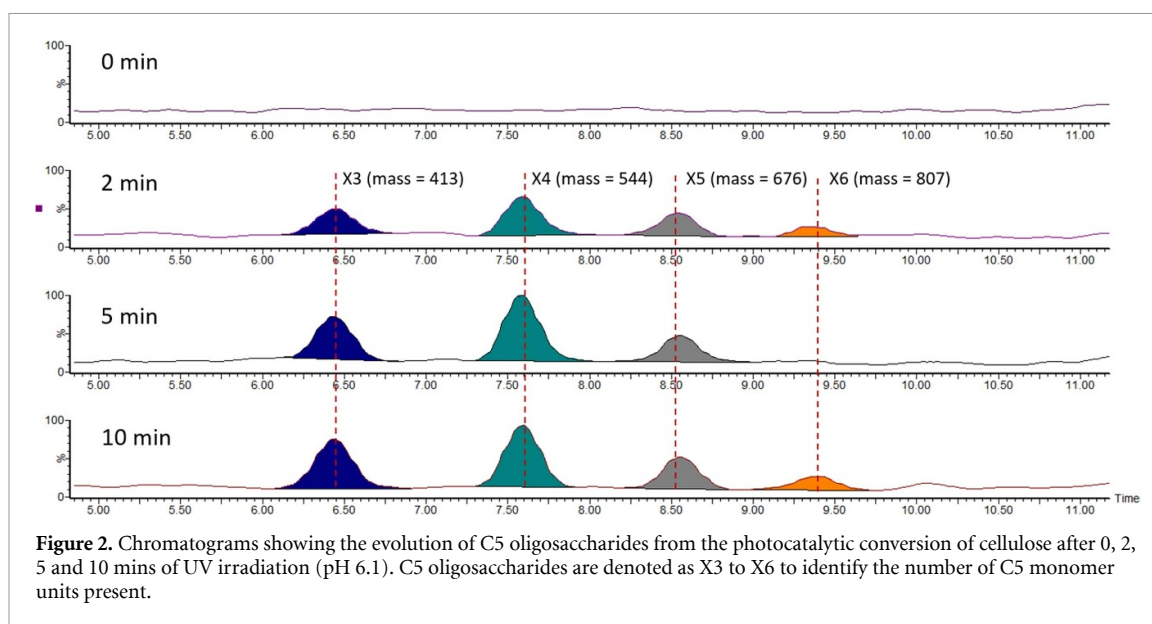 100
0 min
%
0
5.00 5.50 6.00 6.50 7.00 7.50 8.00 8.50 9.00 9.50 10.00 10.50 11.00
100
2 min
X3 (mass = 413) X4 (mass = 544) X5 (mass = 676) X6 (mass = 807)
%
0
5.00 5.50 6.00 6.50 7.00 7.50 8.00 8.50 9.00 9.50 10.00 10.50 11.00
100
5 min
%
0
5.00 5.50 6.00 6.50 7.00 7.50 8.00 8.50 9.00 9.50 10.00 10.50 11.00
100
10 min
%
0
Time
5.00 5.50 6.00 6.50 7.00 7.50 8.00 8.50 9.00 9.50 10.00 10.50 11.00
Figure 2. Chromatograms showing the evolution of C5 oligosaccharides from the photocatalytic conversion of cellulose after 0, 2,
5 and 10 mins of UV irradiation (pH 6.1). C5 oligosaccharides are denoted as X3 to X6 to identify the number of C5 monomer
units present.